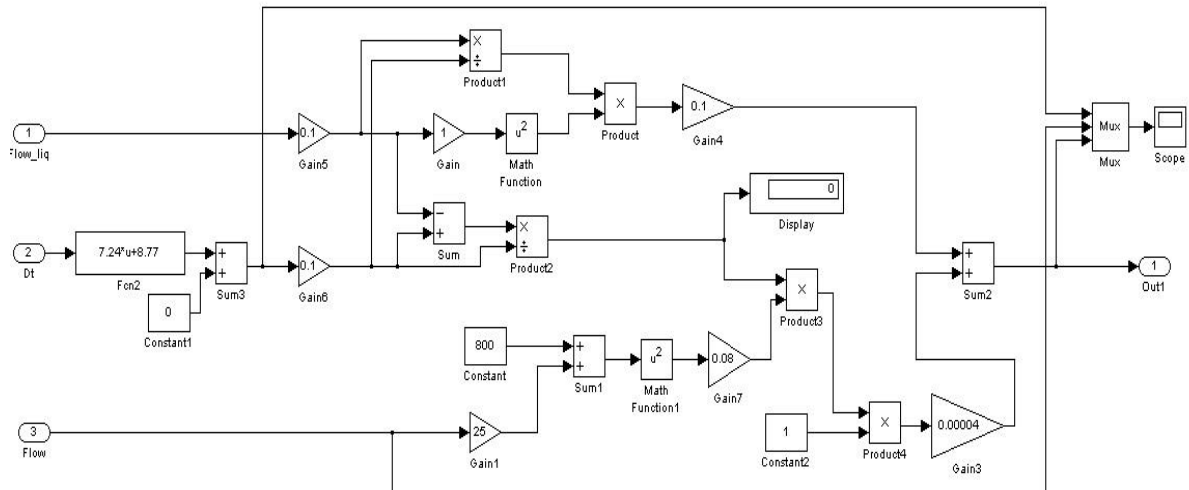 ×
÷
Product1
×
Product
0.1
Gain4
1
Flow_liq
0.1
Gain5
1
Gain
u²
Math
Function
Mux
Mux
Scope
0
Display
−
+
Sum
×
÷
Product2
2
Dt
7.24*u+8.77
Fcn2
+
+
Sum3
0.1
Gain6
0
Constant1
×
Product3
+
+
Sum2
1
Out1
800
Constant
+
+
Sum1
u²
Math
Function1
0.08
Gain7
3
Flow
25
Gain1
1
Constant2
×
Product4
0.00004
Gain3